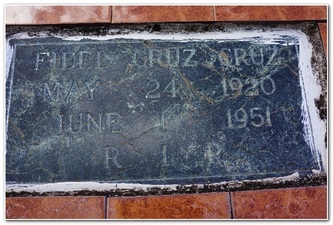 FIDEL CRUZ CRUZ
MAY 24 1920
JUNE 1 1951
R I P